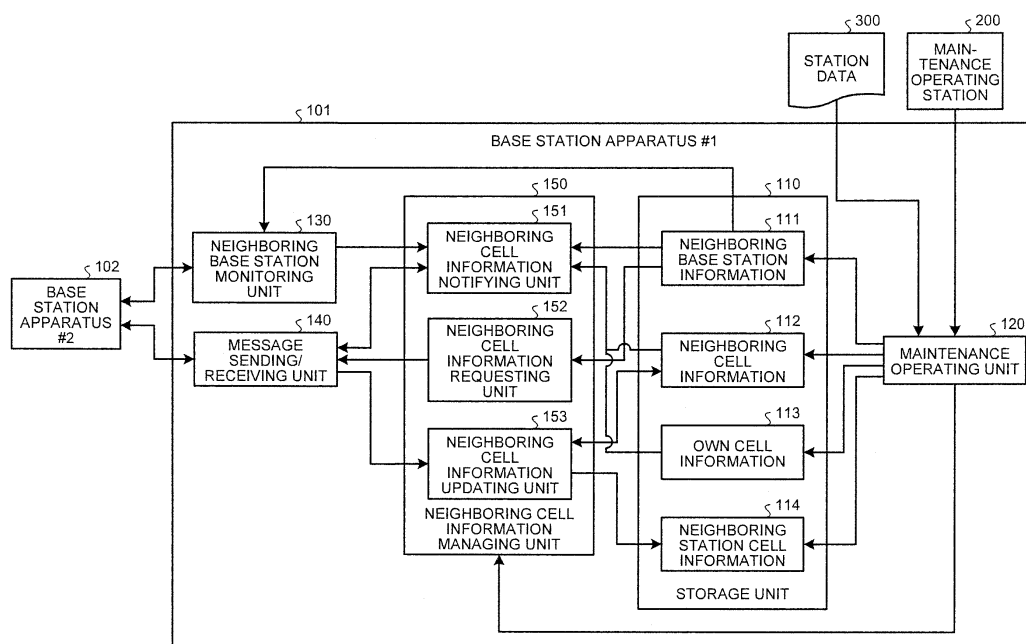 300
200
STATION
DATA
MAIN-
TENANCE
OPERATING
STATION
101
BASE STATION APPARATUS #1
150
110
130
151
111
NEIGHBORING
BASE STATION
MONITORING
UNIT
NEIGHBORING
CELL
INFORMATION
NOTIFYING UNIT
NEIGHBORING
BASE STATION
INFORMATION
102
BASE
STATION
APPARATUS
#2
140
152
112
120
MESSAGE
SENDING/
RECEIVING UNIT
NEIGHBORING
CELL
INFORMATION
REQUESTING
UNIT
NEIGHBORING
CELL
INFORMATION
MAINTENANCE
OPERATING UNIT
153
113
NEIGHBORING
CELL
INFORMATION
UPDATING UNIT
OWN CELL
INFORMATION
114
NEIGHBORING CELL
INFORMATION
MANAGING UNIT
NEIGHBORING
STATION CELL
INFORMATION
STORAGE UNIT